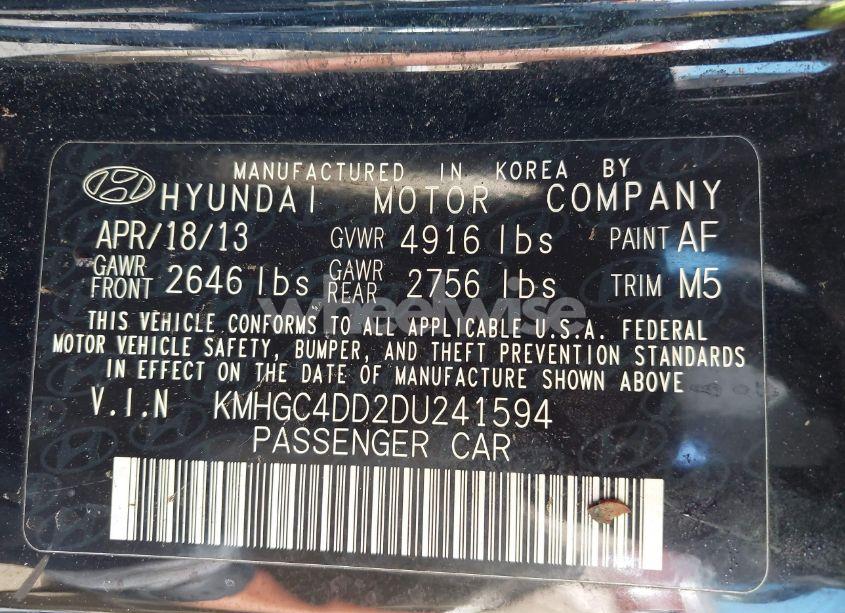 MANUFACTURED IN KOREA BY
HYUNDAI MOTOR COMPANY
APR/18/13 GVWR 4916 lbs PAINT AF
GAWR FRONT 2646 lbs GAWR REAR 2756 lbs TRIM M5
wheelwise
THIS VEHICLE CONFORMS TO ALL APPLICABLE U.S.A. FEDERAL
MOTOR VEHICLE SAFETY, BUMPER, AND THEFT PREVENTION STANDARDS
IN EFFECT ON THE DATE OF MANUFACTURE SHOWN ABOVE
V.I.N KMHGC4DD2DU241594
PASSENGER CAR